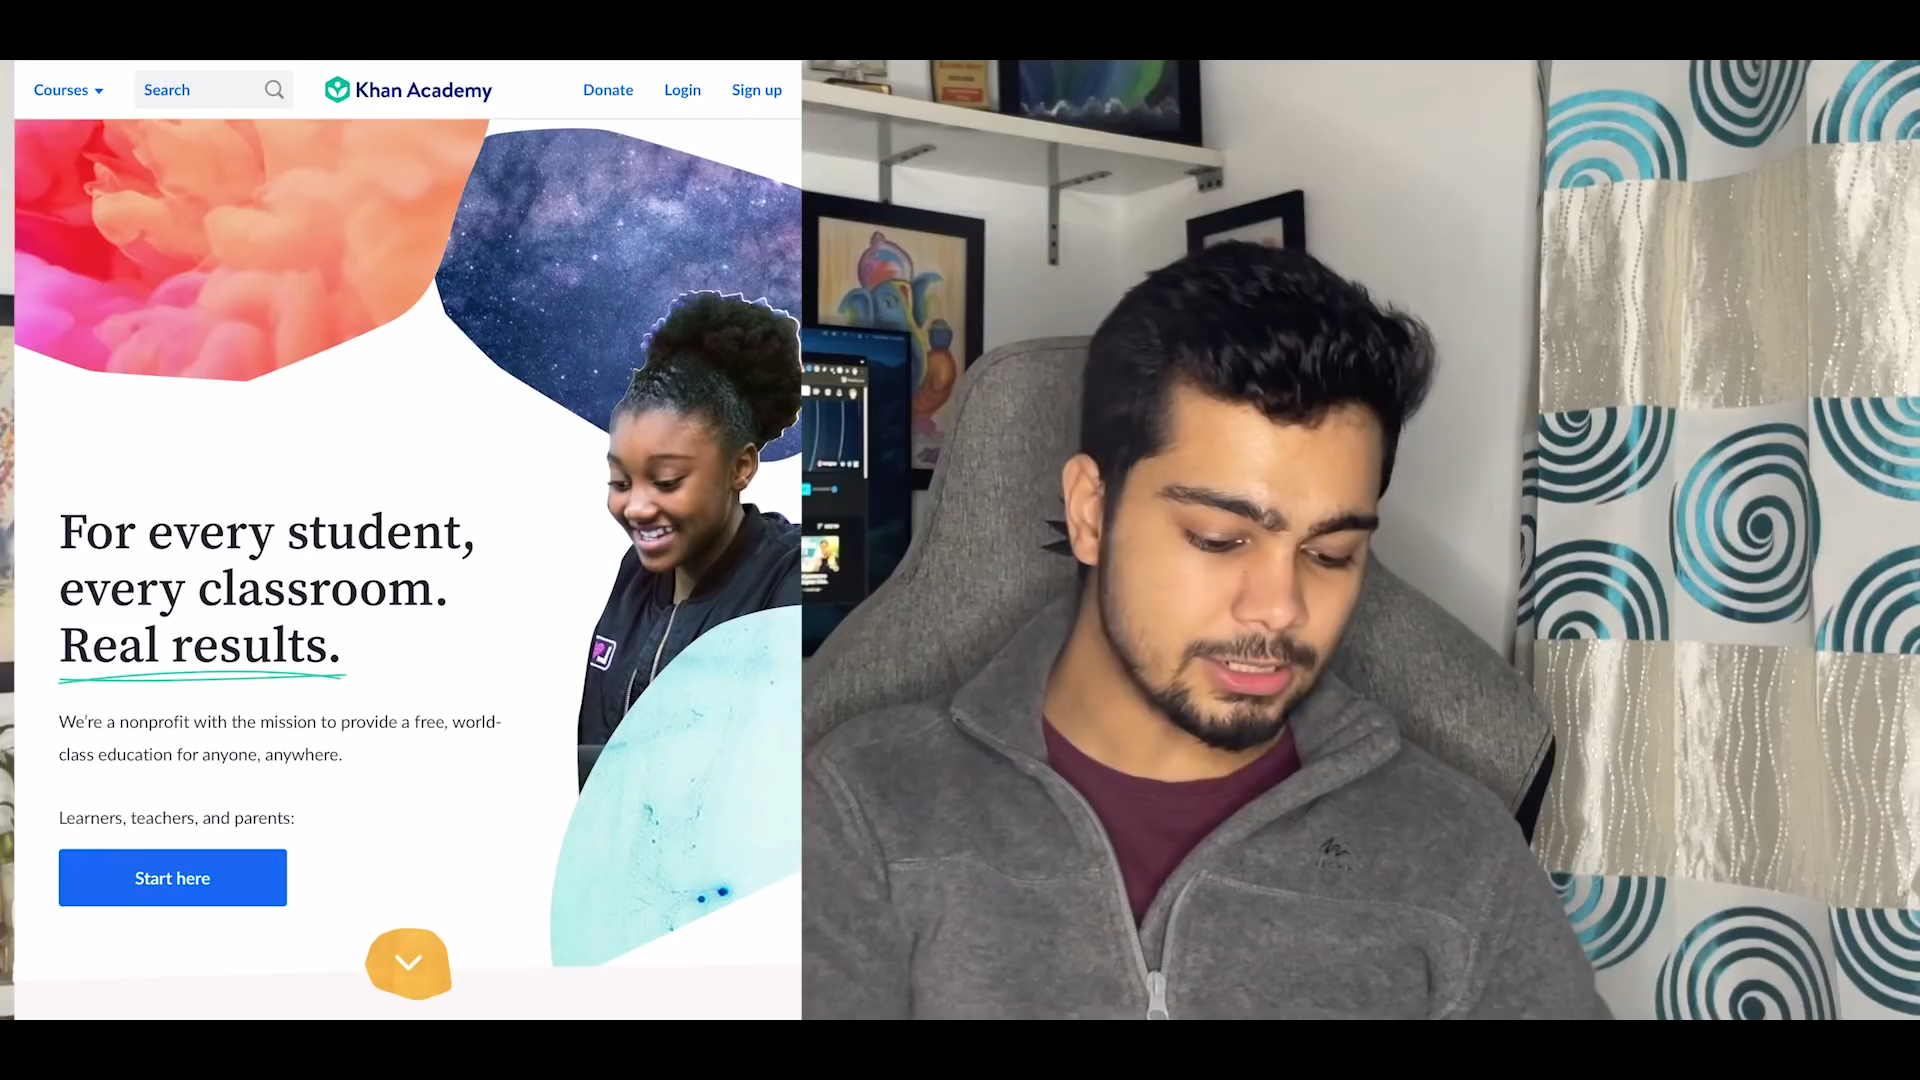 Courses
Search
Khan Academy
Donate
Login
Sign up
For every student,
every classroom.
Real results.
We're a nonprofit with the mission to provide a free, world-
class education for anyone, anywhere.
Learners, teachers, and parents:
Start here